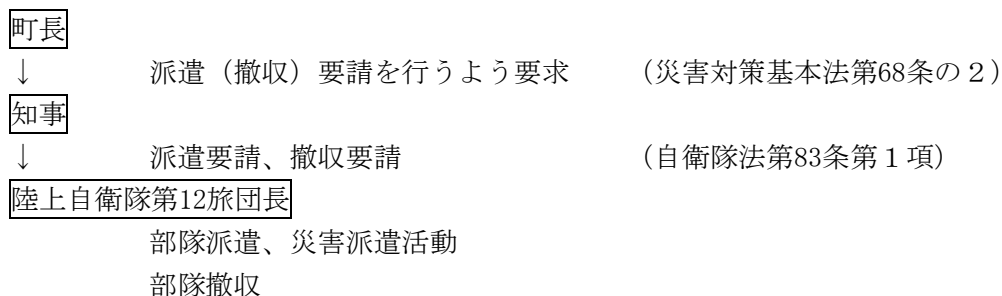 町長
↓ 派遣（撤収）要請を行うよう要求 （災害対策基本法第68条の２）
知事
↓ 派遣要請、撤収要請 （自衛隊法第83条第１項）
陸上自衛隊第12旅団長
部隊派遣、災害派遣活動
部隊撤収